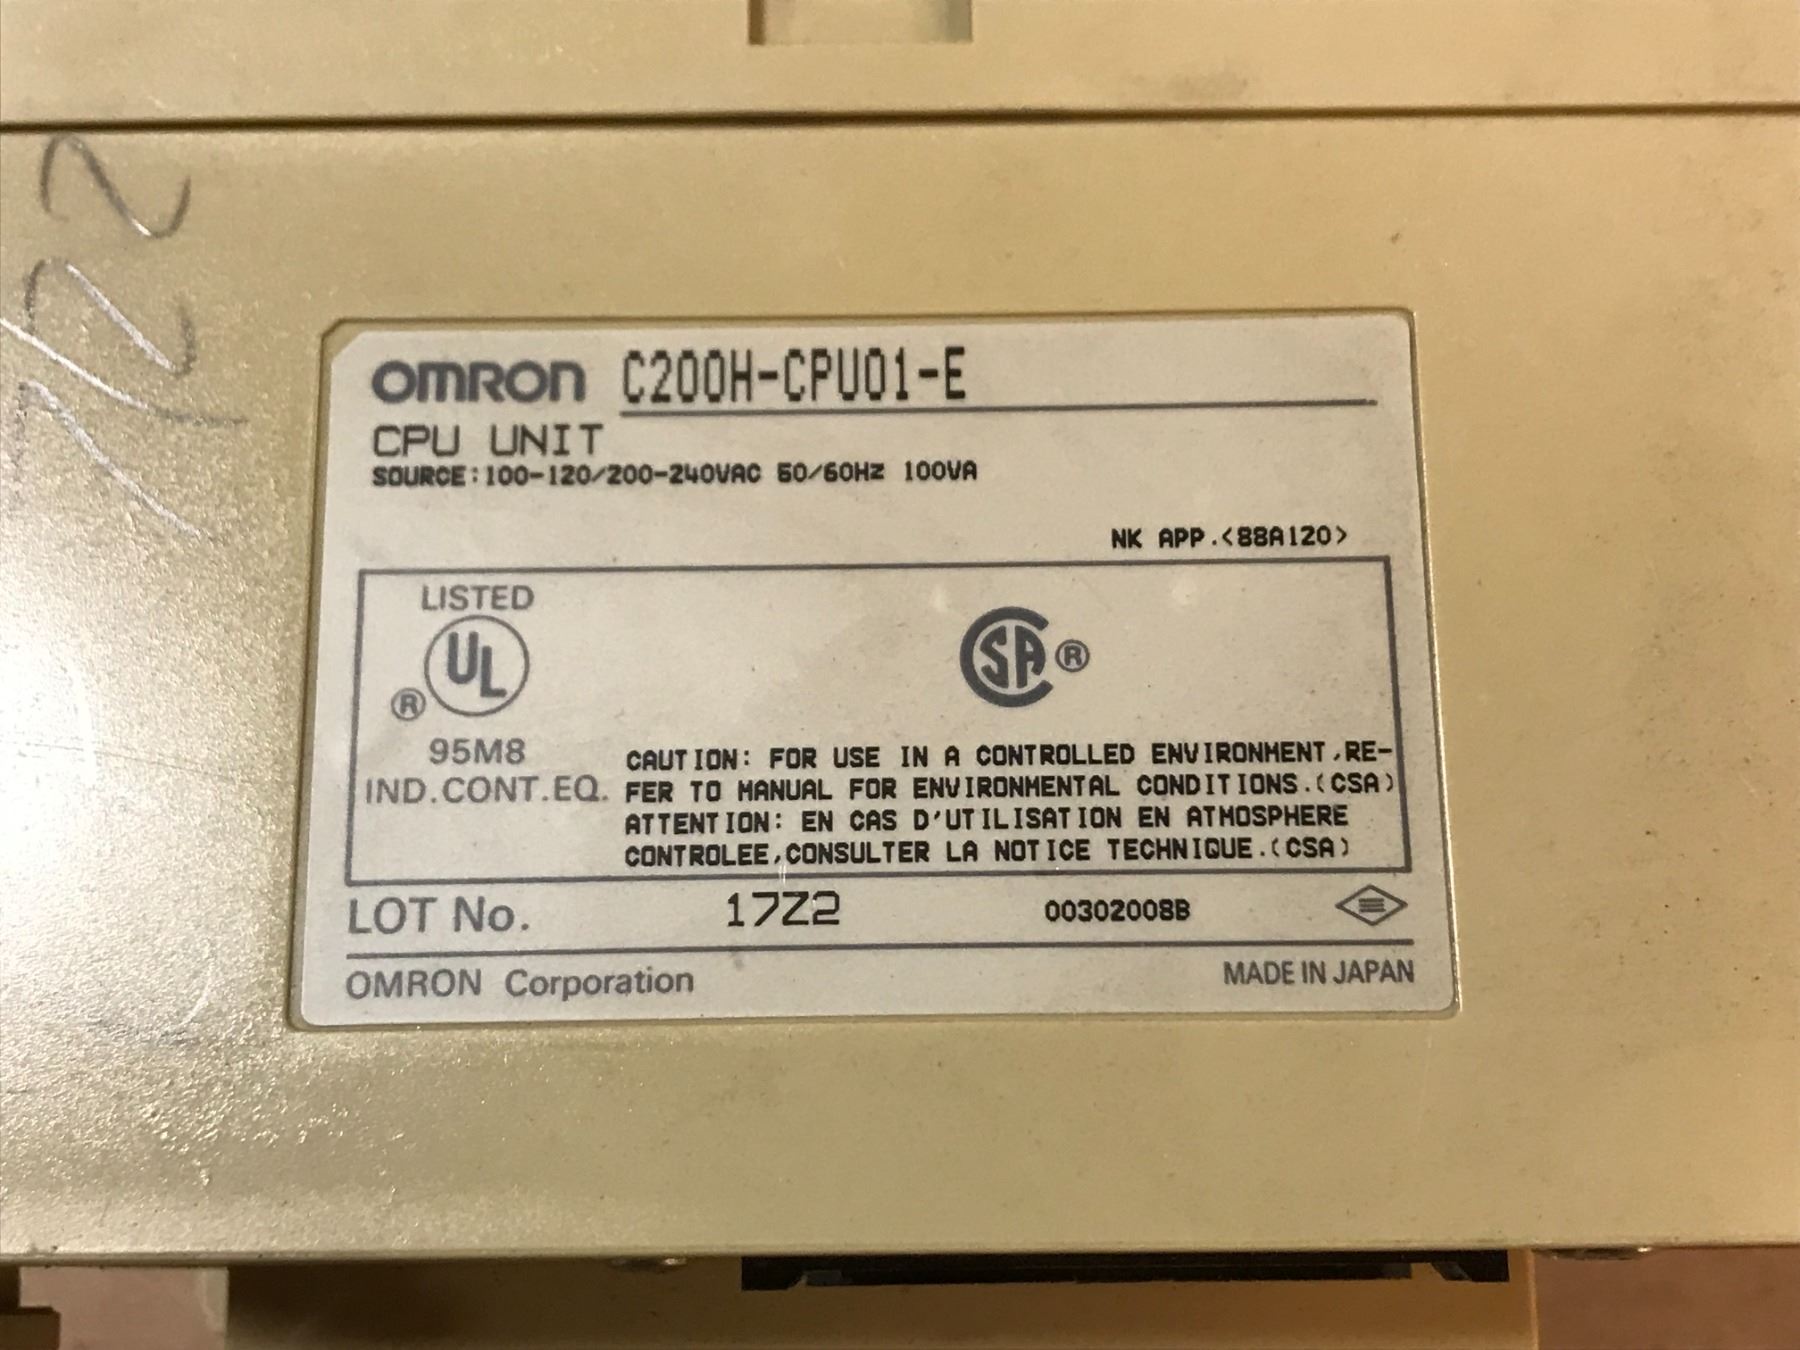 OMRON C200H-CPU01-E
CPU UNIT
SOURCE:100-120/200-240VAC 50/60Hz 100VA
NK APP.<88A120>
LISTED
UL
®
CSA ®
95M8
IND.CONT.EQ.
CAUTION: FOR USE IN A CONTROLLED ENVIRONMENT,RE-
FER TO MANUAL FOR ENVIRONMENTAL CONDITIONS.(CSA)
ATTENTION: EN CAS D'UTILISATION EN ATMOSPHERE
CONTROLEE,CONSULTER LA NOTICE TECHNIQUE.(CSA)
LOT No. 17Z2 00302008B
OMRON Corporation MADE IN JAPAN